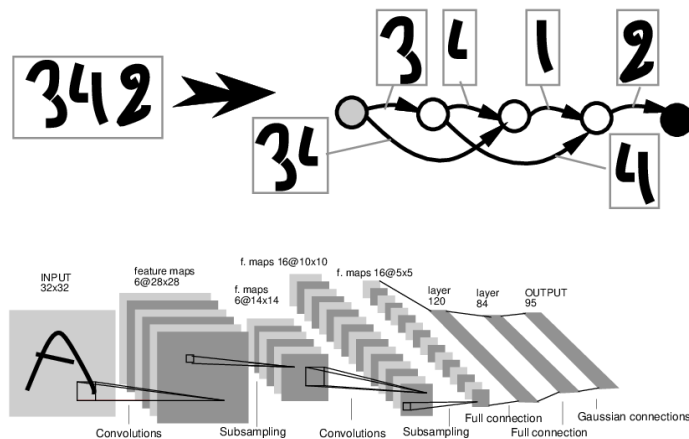 342
3
4
1
2
34
4
INPUT
32x32
feature maps
6@28x28
f. maps
6@14x14
f. maps 16@10x10
f. maps 16@5x5
layer
120
layer
84
OUTPUT
95
A
Convolutions
Subsampling
Convolutions
Subsampling
Full connection
Full connection
Gaussian connections